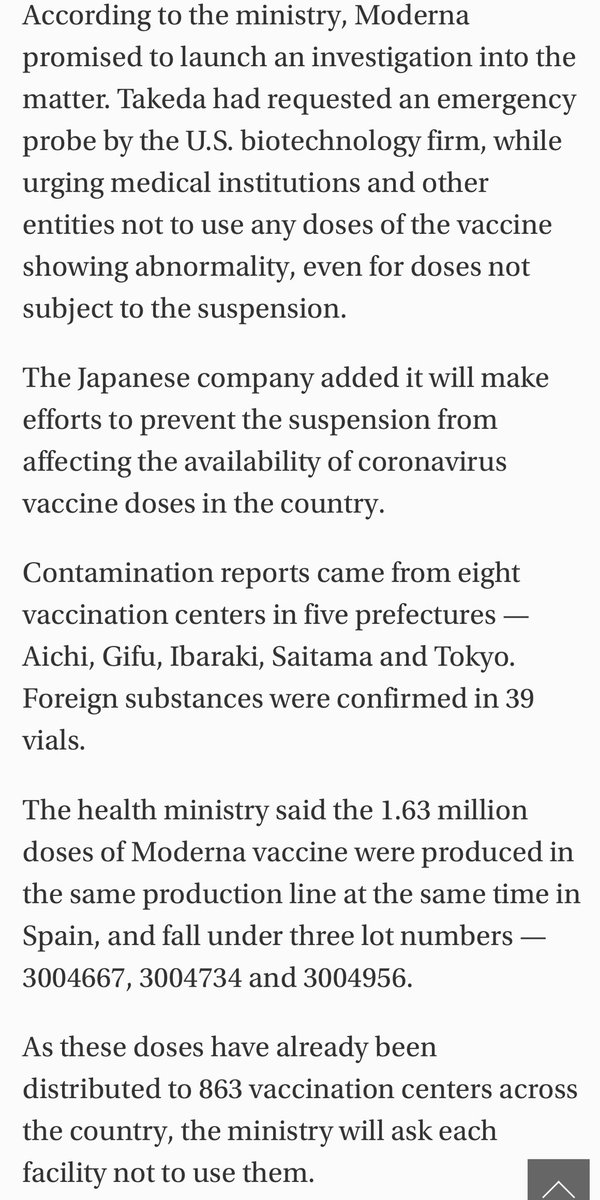 According to the ministry, Moderna
promised to launch an investigation into the
matter. Takeda had requested an emergency
probe by the U.S. biotechnology firm, while
urging medical institutions and other
entities not to use any doses of the vaccine
showing abnormality, even for doses not
subject to the suspension.
The Japanese company added it will make
efforts to prevent the suspension from
affecting the availability of coronavirus
vaccine doses in the country.
Contamination reports came from eight
vaccination centers in five prefectures —
Aichi, Gifu, Ibaraki, Saitama and Tokyo.
Foreign substances were confirmed in 39
vials.
The health ministry said the 1.63 million
doses of Moderna vaccine were produced in
the same production line at the same time in
Spain, and fall under three lot numbers —
3004667, 3004734 and 3004956.
As these doses have already been
distributed to 863 vaccination centers across
the country, the ministry will ask each
facility not to use them.